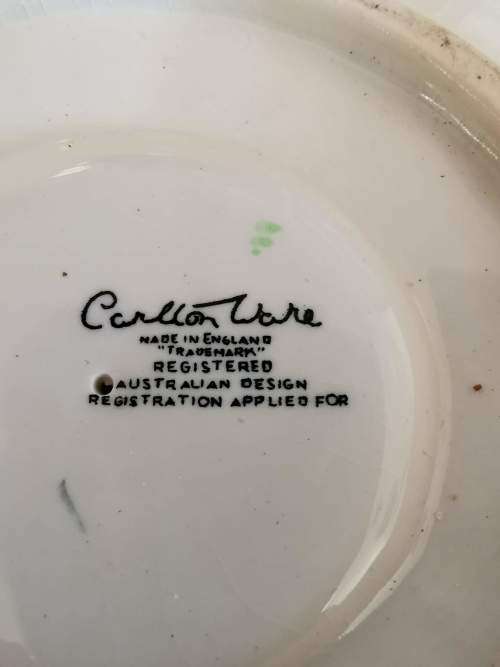 Carlton Ware
MADE IN ENGLAND
"TRADEMARK"
REGISTERED
AUSTRALIAN DESIGN
REGISTRATION APPLIED FOR